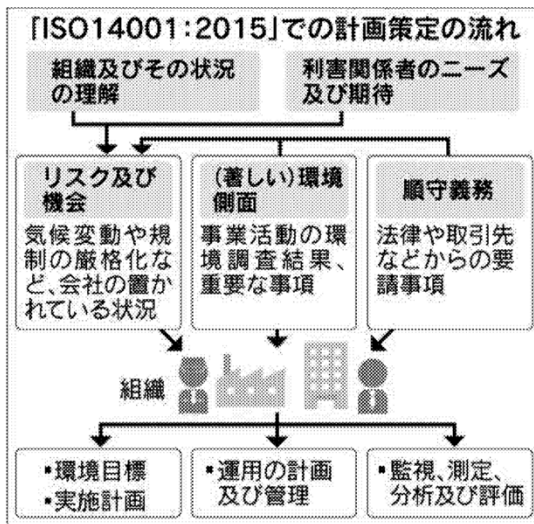 「ISO14001:2015」での計画策定の流れ
組織及びその状況
の理解
利害関係者のニーズ
及び期待
リスク及び
機会
気候変動や規
制の厳格化な
ど、会社の置か
れている状況
(著しい)環境
側面
事業活動の環
境調査結果、
重要な事項
順守義務
法律や取引先
などからの要
請事項
組織
▪環境目標
▪実施計画
▪運用の計画
及び管理
▪監視、測定、
分析及び評価